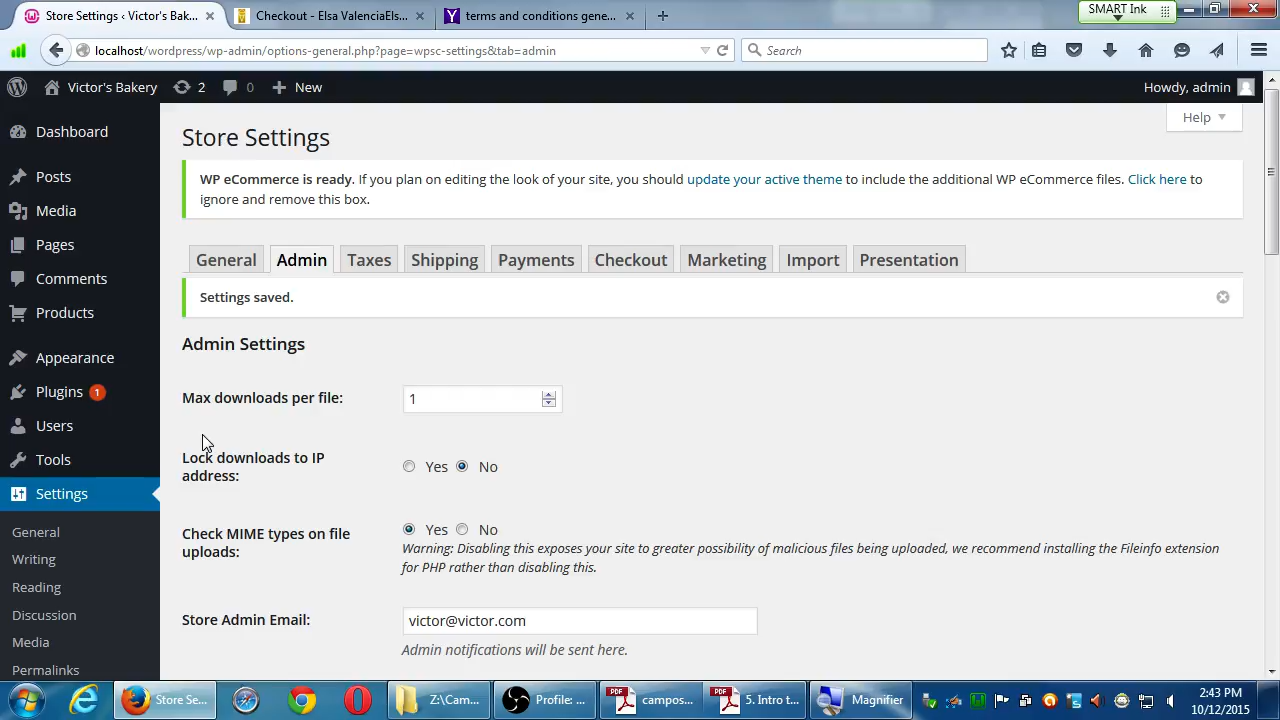 Store Settings ‹ Victor's Bak...
Checkout - Elsa ValenciaEls...
terms and conditions gene...
SMART Ink
localhost/wordpress/wp-admin/options-general.php?page=wpsc-settings&tab=admin
Search
Victor's Bakery
2
0
New
Howdy, admin
Help
Dashboard
Posts
Media
Pages
Comments
Products
Appearance
Plugins 1
Users
Tools
Settings
General
Writing
Reading
Discussion
Media
Permalinks
Store Settings
WP eCommerce is ready. If you plan on editing the look of your site, you should update your active theme to include the additional WP eCommerce files. Click here to
ignore and remove this box.
General Admin Taxes Shipping Payments Checkout Marketing Import Presentation
Settings saved.
Admin Settings
Max downloads per file:
1
Lock downloads to IP
address:
Yes No
Check MIME types on file
uploads:
Yes No
Warning: Disabling this exposes your site to greater possibility of malicious files being uploaded, we recommend installing the Fileinfo extension
for PHP rather than disabling this.
Store Admin Email:
victor@victor.com
Admin notifications will be sent here.
Store Se...
Z:\Cam...
Profile: ...
PDF
campos...
PDF
5. Intro t...
Magnifier
2:43 PM
10/12/2015